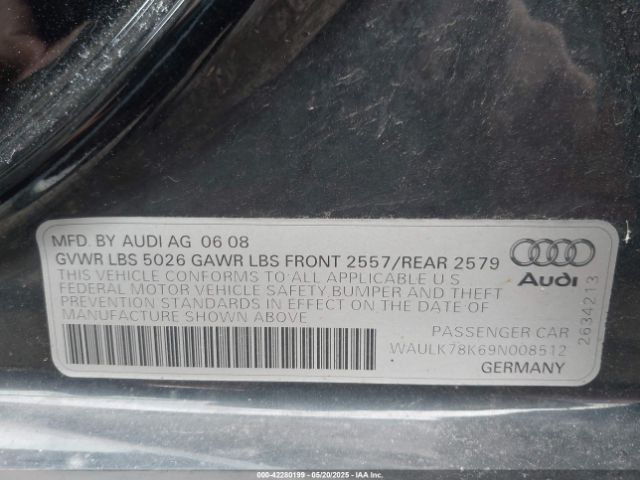 MFD. BY AUDI AG 06 08
GVWR LBS 5026 GAWR LBS FRONT 2557/REAR 2579
THIS VEHICLE CONFORMS TO ALL APPLICABLE U S
FEDERAL MOTOR VEHICLE SAFETY, BUMPER AND THEFT
PREVENTION STANDARDS IN EFFECT ON THE DATE OF
MANUFACTURE SHOWN ABOVE
Audi
2634213
PASSENGER CAR
WAULK78K69N008512
GERMANY
000-42280199 - 05/20/2025 - IAA Inc.